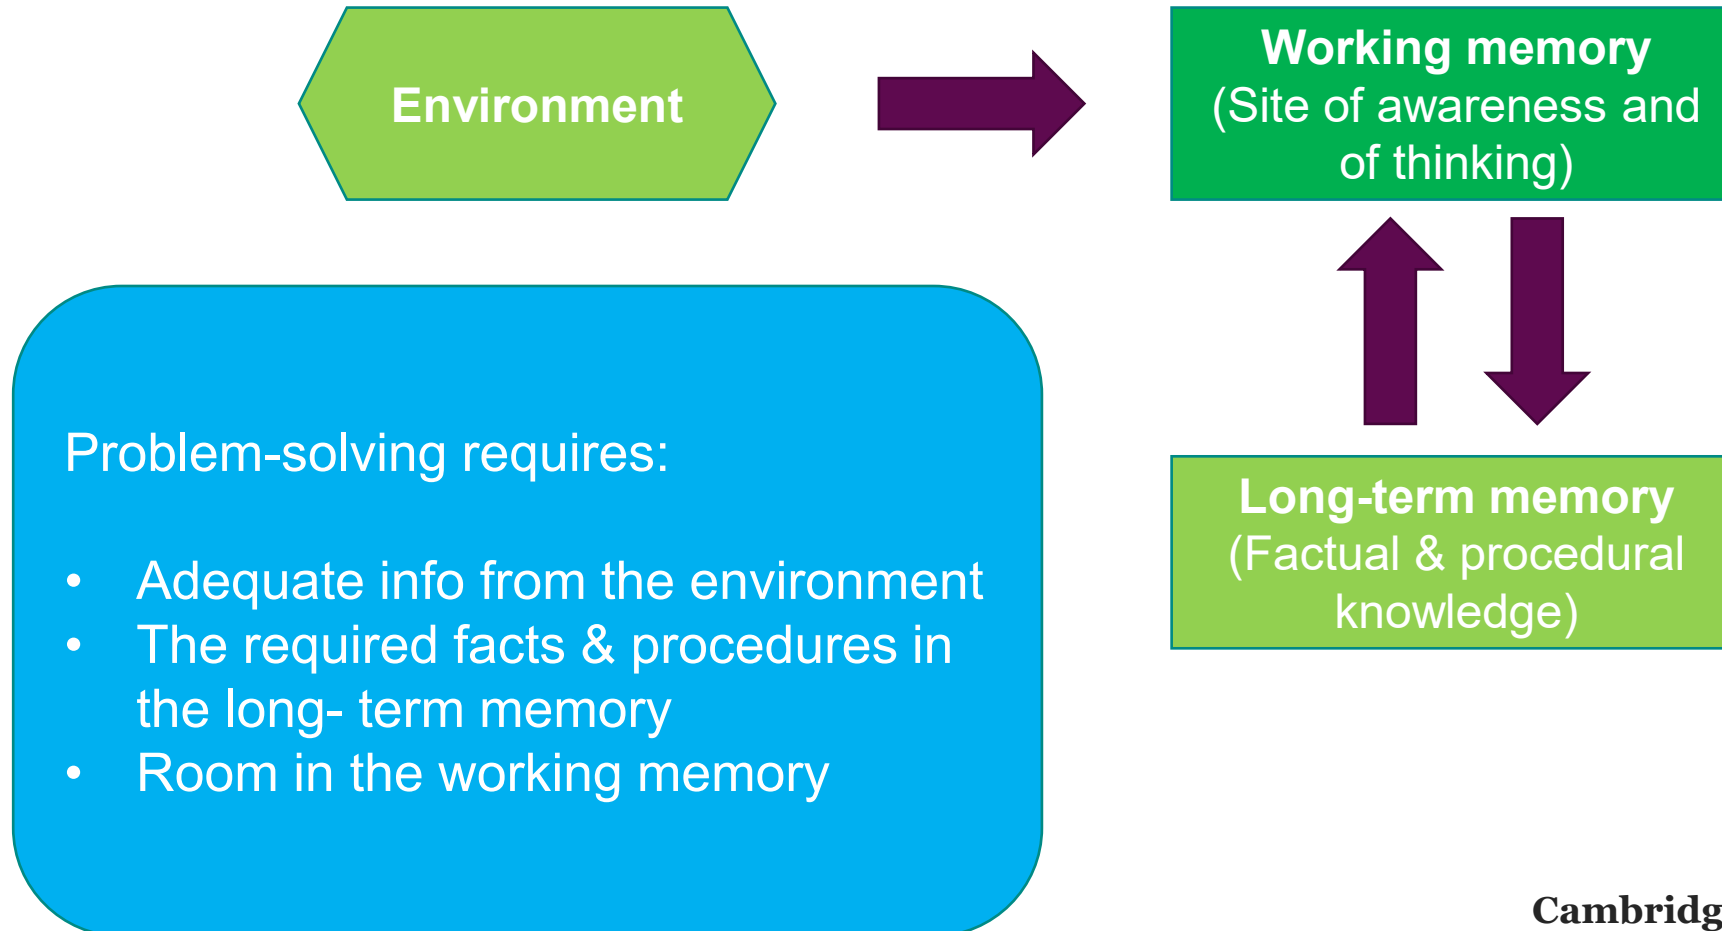 Environment
Working memory
(Site of awareness and
of thinking)
Problem-solving requires:
• Adequate info from the environment
• The required facts & procedures in
the long- term memory
• Room in the working memory
Long-term memory
(Factual & procedural
knowledge)
Cambridg